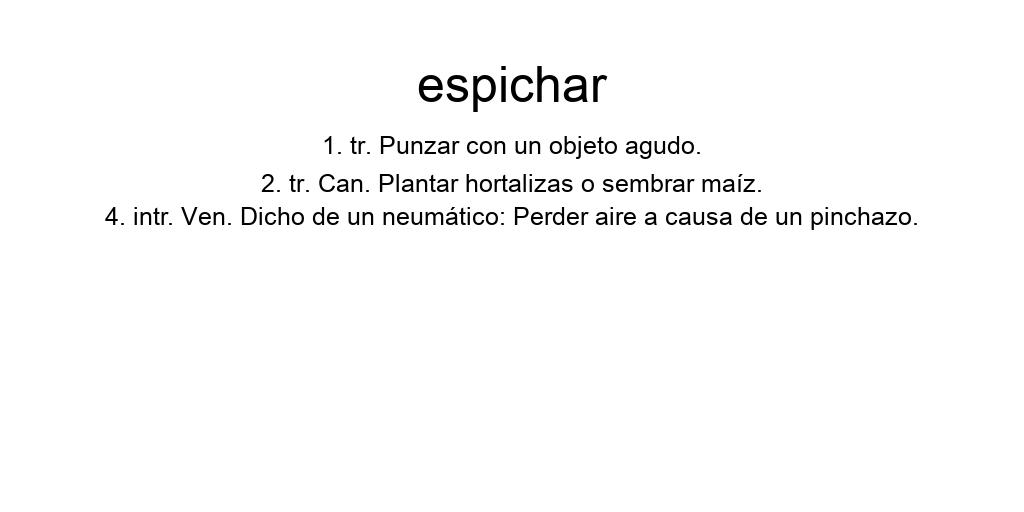 espichar
1. tr. Punzar con un objeto agudo.
2. tr. Can. Plantar hortalizas o sembrar maíz.
4. intr. Ven. Dicho de un neumático: Perder aire a causa de un pinchazo.